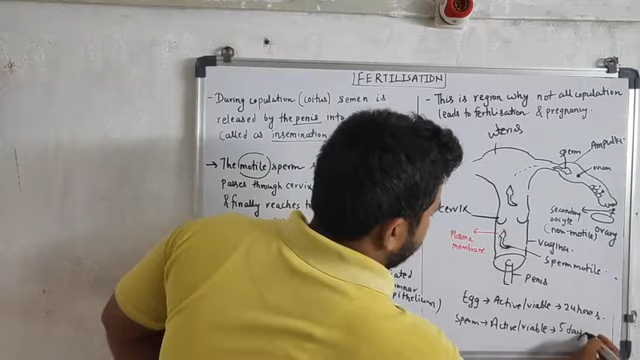 FERTILISATION
- During copulation (coitus) semen is
released by the penis into
called as insemination
→ The motile sperm
passes through cervix
& finally reaches to
- This is region why not all copulation
leads to fertilisation & pregnancy.
uterus
sperm
Ampulla
ovum
cervix
Plasma
membrane
secondary
oocyte
(non-motile)
ovary
vagina
sperm motile
Penis
epithelium)
Egg → Active/viable → 24 hours.
Sperm → Active/viable → 5 days